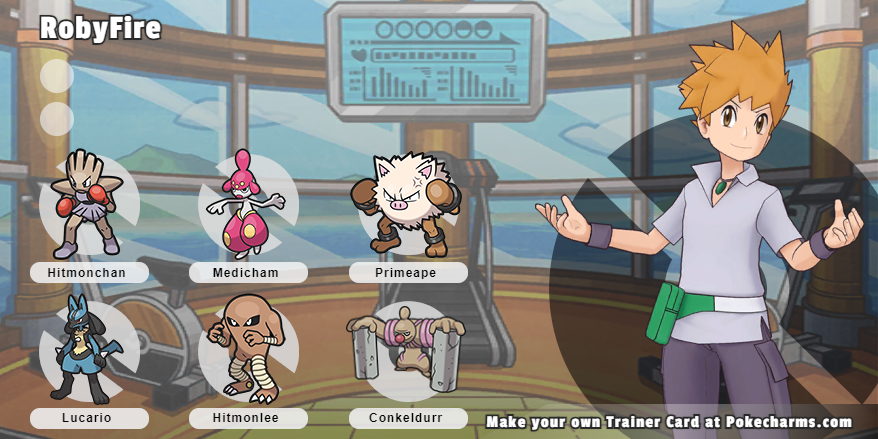 RobyFire
Hitmonchan
Medicham
Primeape
Lucario
Hitmonlee
Conkeldurr
Make your own Trainer Card at Pokecharms.com